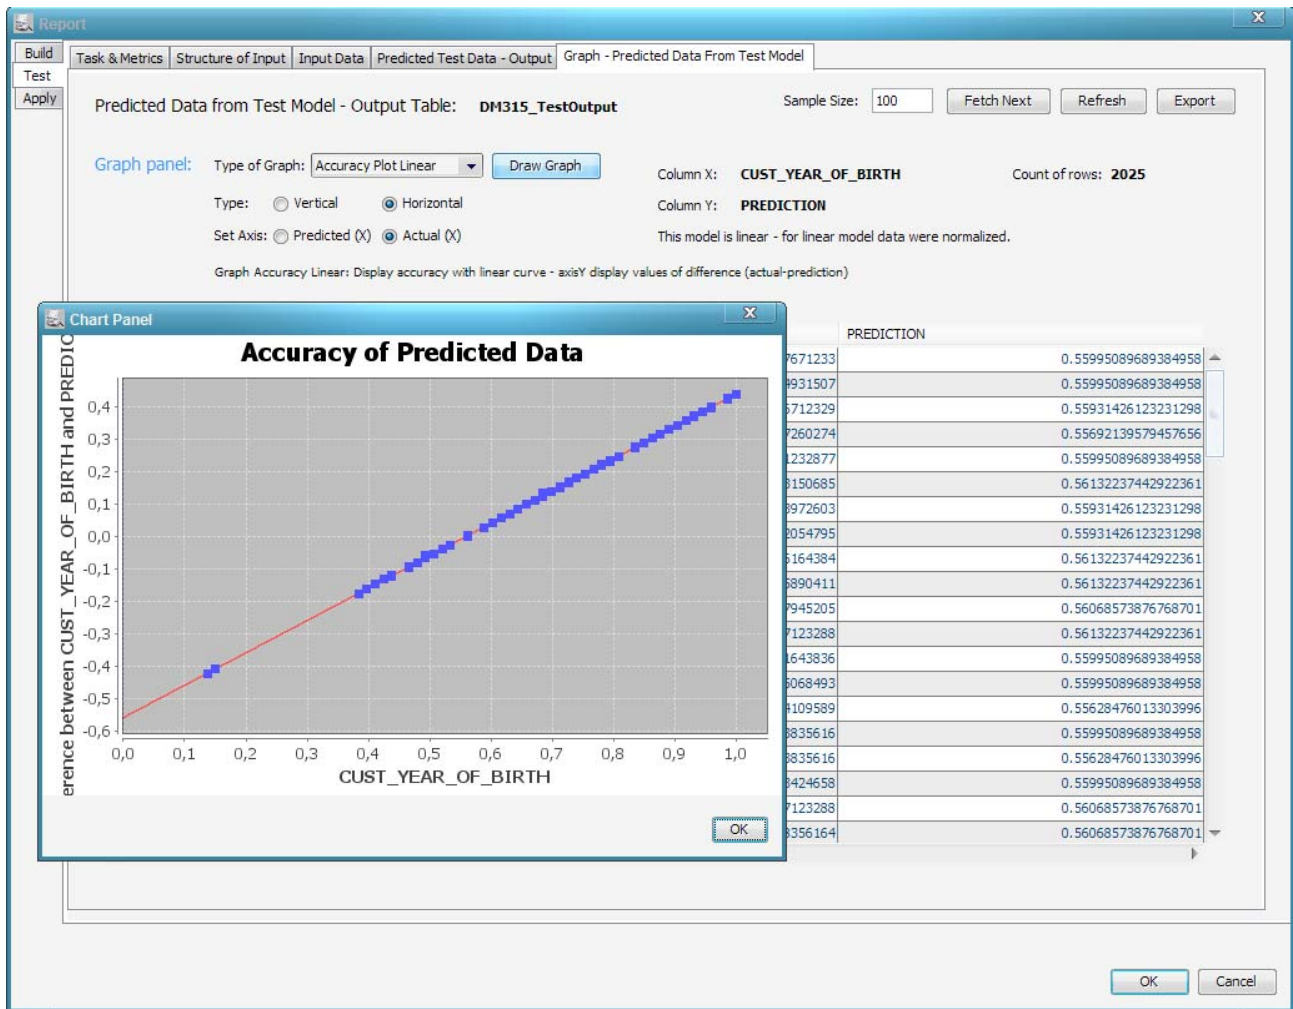 Report
Build
Test
Apply
Task & Metrics
Structure of Input
Input Data
Predicted Test Data - Output
Graph - Predicted Data From Test Model
Predicted Data from Test Model - Output Table: DM315_TestOutput
Sample Size: 100
Fetch Next
Refresh
Export
Graph panel:
Type of Graph: Accuracy Plot Linear
Draw Graph
Column X: CUST_YEAR_OF_BIRTH
Count of rows: 2025
Type: Vertical Horizontal
Column Y: PREDICTION
Set Axis: Predicted (X) Actual (X)
This model is linear - for linear model data were normalized.
Graph Accuracy Linear: Display accuracy with linear curve - axisY display values of difference (actual-prediction)
Chart Panel
Accuracy of Predicted Data
erence between CUST_YEAR_OF_BIRTH and PREDIC
0,4
0,3
0,2
0,1
0,0
-0,1
-0,2
-0,3
-0,4
-0,5
-0,6
0,0 0,1 0,2 0,3 0,4 0,5 0,6 0,7 0,8 0,9 1,0
CUST_YEAR_OF_BIRTH
OK
PREDICTION
7671233 0.55995089689384958
4931507 0.55995089689384958
5712329 0.55931426123231298
7260274 0.55692139579457656
1232877 0.55995089689384958
3150685 0.56132237442922361
3972603 0.55931426123231298
2054795 0.55931426123231298
5164384 0.56132237442922361
5890411 0.56132237442922361
7945205 0.56068573876768701
7123288 0.56132237442922361
1643836 0.55995089689384958
5068493 0.55995089689384958
4109589 0.55628476013303996
3835616 0.55995089689384958
3835616 0.55628476013303996
3424658 0.55995089689384958
7123288 0.56068573876768701
3356164 0.56068573876768701
OK
Cancel